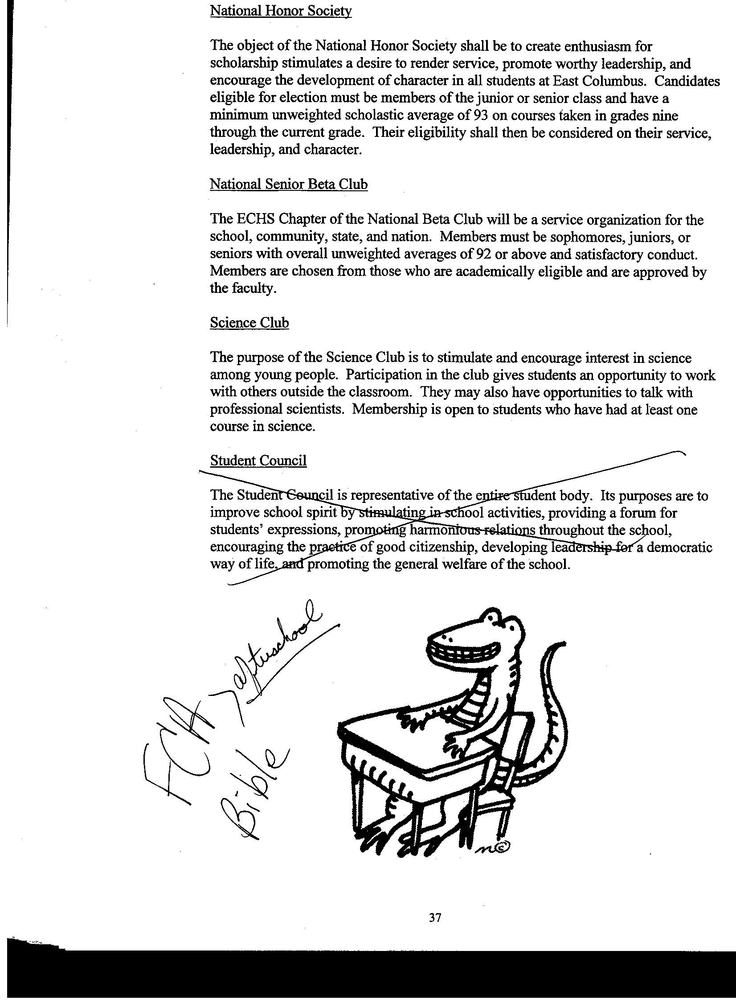 National Honor Society
The object of the National Honor Society shall be to create enthusiasm for
scholarship stimulates a desire to render service, promote worthy leadership, and
encourage the development of character in all students at East Columbus. Candidates
eligible for election must be members of the junior or senior class and have a
minimum unweighted scholastic average of 93 on courses taken in grades nine
through the current grade. Their eligibility shall then be considered on their service,
leadership, and character.
National Senior Beta Club
The ECHS Chapter of the National Beta Club will be a service organization for the
school, community, state, and nation. Members must be sophomores, juniors, or
seniors with overall unweighted averages of 92 or above and satisfactory conduct.
Members are chosen from those who are academically eligible and are approved by
the faculty.
Science Club
The purpose of the Science Club is to stimulate and encourage interest in science
among young people. Participation in the club gives students an opportunity to work
with others outside the classroom. They may also have opportunities to talk with
professional scientists. Membership is open to students who have had at least one
course in science.
Student Council
The Student Council is representative of the entire student body. Its purposes are to
improve school spirit by stimulating in-school activities, providing a forum for
students' expressions, promoting harmonious relations throughout the school,
encouraging the practice of good citizenship, developing leadership for a democratic
way of life, and promoting the general welfare of the school.
FCA > afterschool
Bible
m©
37